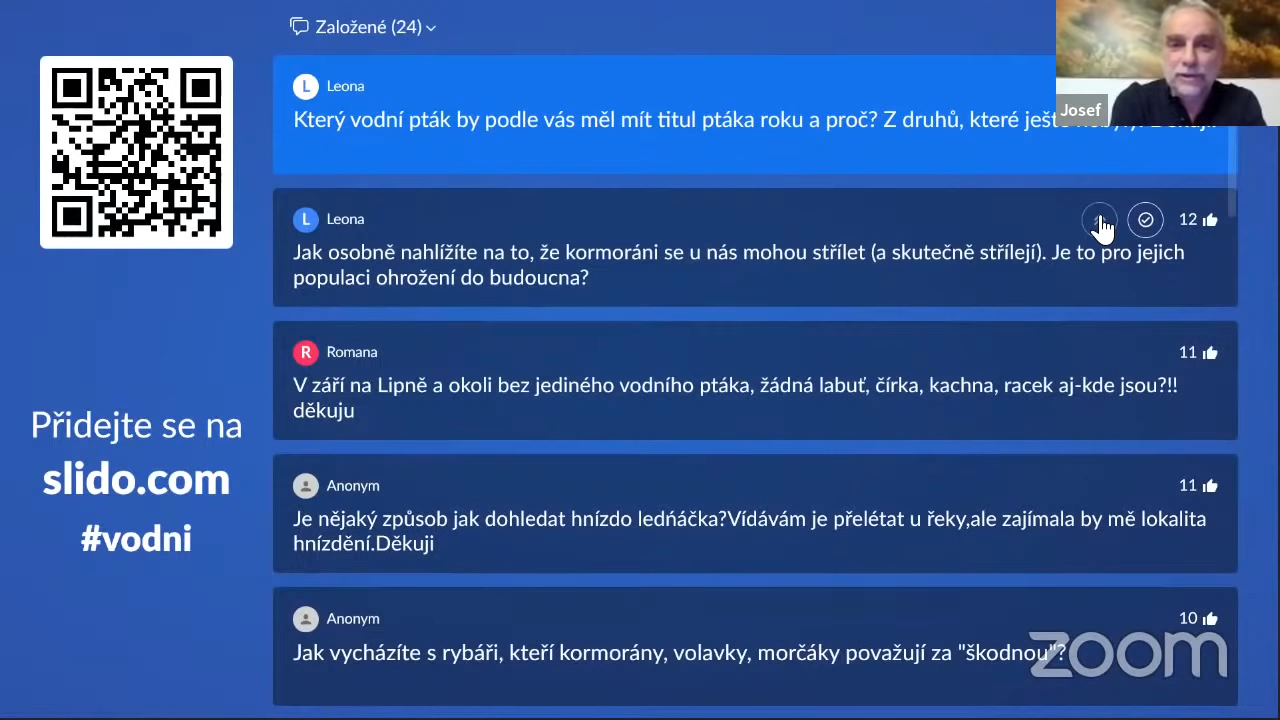 Založené (24)
L Leona
Který vodní pták by podle vás měl mít titul ptáka roku a proč? Z druhů, které ještě
L Leona
12
Jak osobně nahlížíte na to, že kormoráni se u nás mohou střílet (a skutečně střílejí). Je to pro jejich
populaci ohrožení do budoucna?
R Romana
11
V září na Lipně a okoli bez jediného vodního ptáka, žádná labuť, čírka, kachna, racek aj-kde jsou?!!
děkuju
Anonym
11
Je nějaký způsob jak dohledat hnízdo ledńáčka?Vídávám je přelétat u řeky,ale zajímala by mě lokalita
hnízdění.Děkuji
Anonym
10
Jak vycházíte s rybáři, kteří kormorány, volavky, morčáky považují za "škodnou"?
Přidejte se na
slido.com
#vodni
Josef
zoom